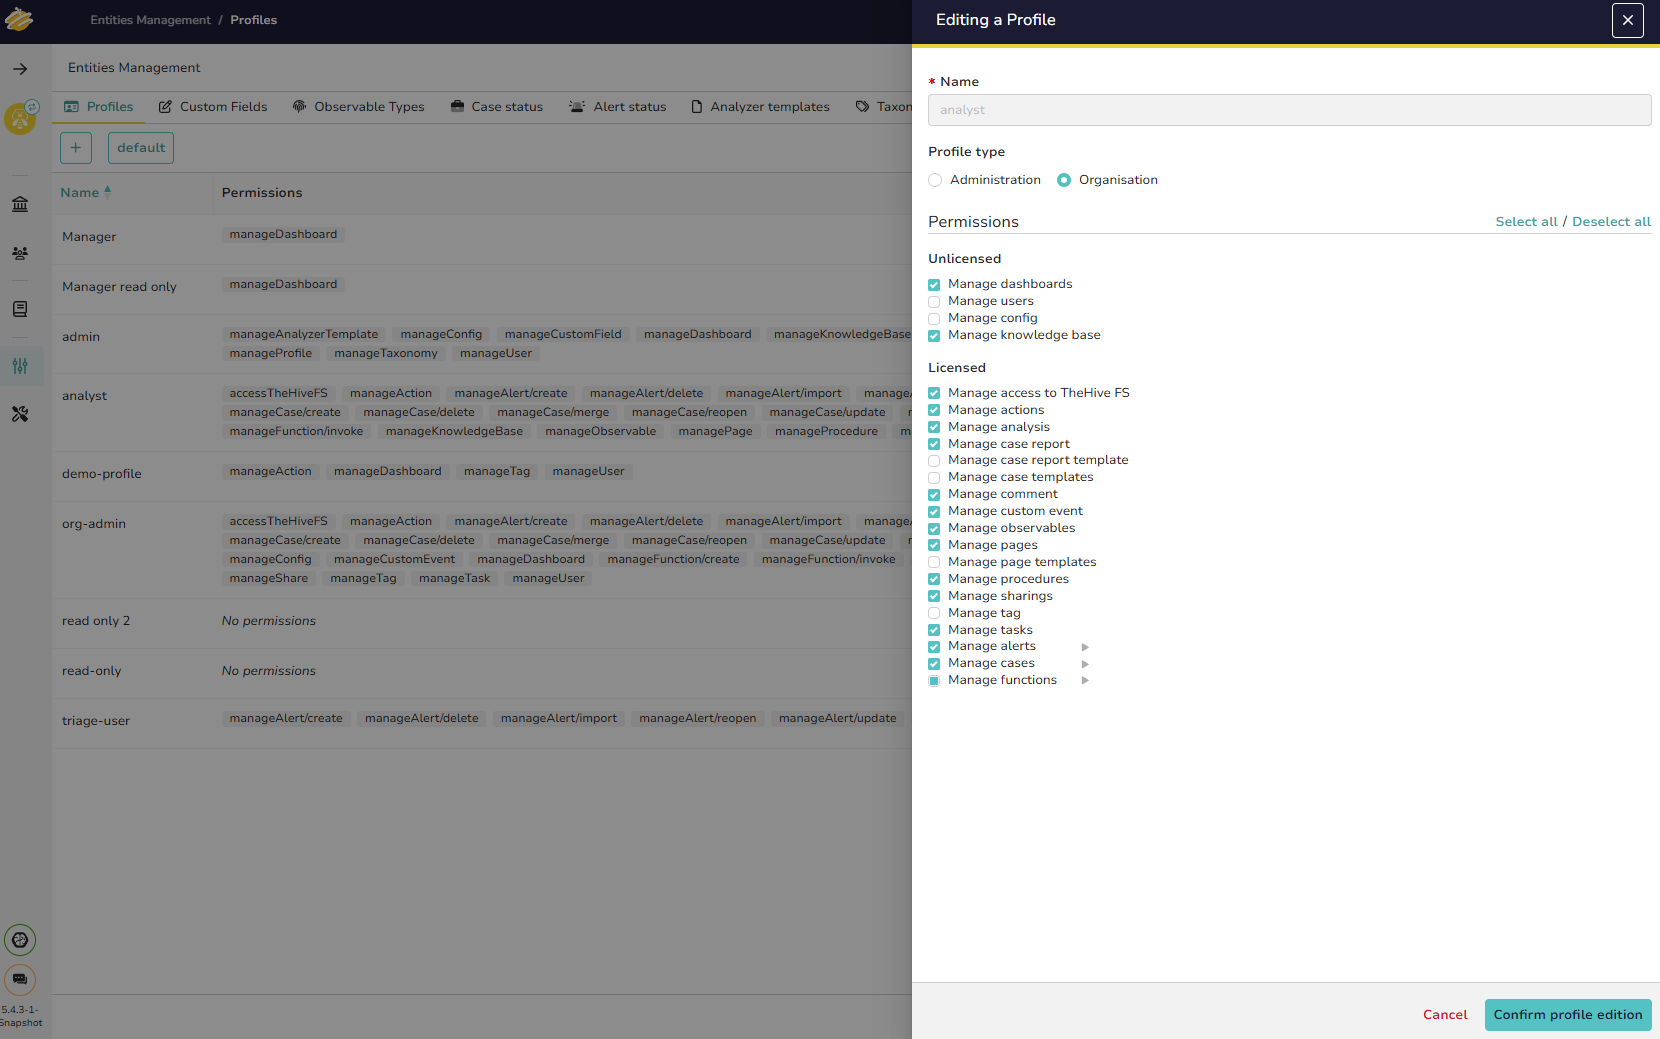 Entities Management / Profiles
Entities Management
Profiles
Custom Fields
Observable Types
Case status
Alert status
Analyzer templates
Taxon
+
default
Name
Permissions
Manager
manageDashboard
Manager read only
manageDashboard
admin
manageAnalyzerTemplate manageConfig manageCustomField manageDashboard manageKnowledgeBase
manageProfile manageTaxonomy manageUser
analyst
accessTheHiveFS manageAction manageAlert/create manageAlert/delete manageAlert/import manageA
manageCase/create manageCase/delete manageCase/merge manageCase/reopen manageCase/update
manageFunction/invoke manageKnowledgeBase manageObservable managePage manageProcedure m
demo-profile
manageAction manageDashboard manageTag manageUser
org-admin
accessTheHiveFS manageAction manageAlert/create manageAlert/delete manageAlert/import manageA
manageCase/create manageCase/delete manageCase/merge manageCase/reopen manageCase/update
manageConfig manageCustomEvent manageDashboard manageFunction/create manageFunction/invoke
manageShare manageTag manageTask manageUser
read only 2
No permissions
read-only
No permissions
triage-user
manageAlert/create manageAlert/delete manageAlert/import manageAlert/reopen manageAlert/update
5.4.3-1-
Snapshot
Editing a Profile
* Name
analyst
Profile type
Administration
Organisation
Permissions
Select all / Deselect all
Unlicensed
Manage dashboards
Manage users
Manage config
Manage knowledge base
Licensed
Manage access to TheHive FS
Manage actions
Manage analysis
Manage case report
Manage case report template
Manage case templates
Manage comment
Manage custom event
Manage observables
Manage pages
Manage page templates
Manage procedures
Manage sharings
Manage tag
Manage tasks
Manage alerts
Manage cases
Manage functions
Cancel
Confirm profile edition